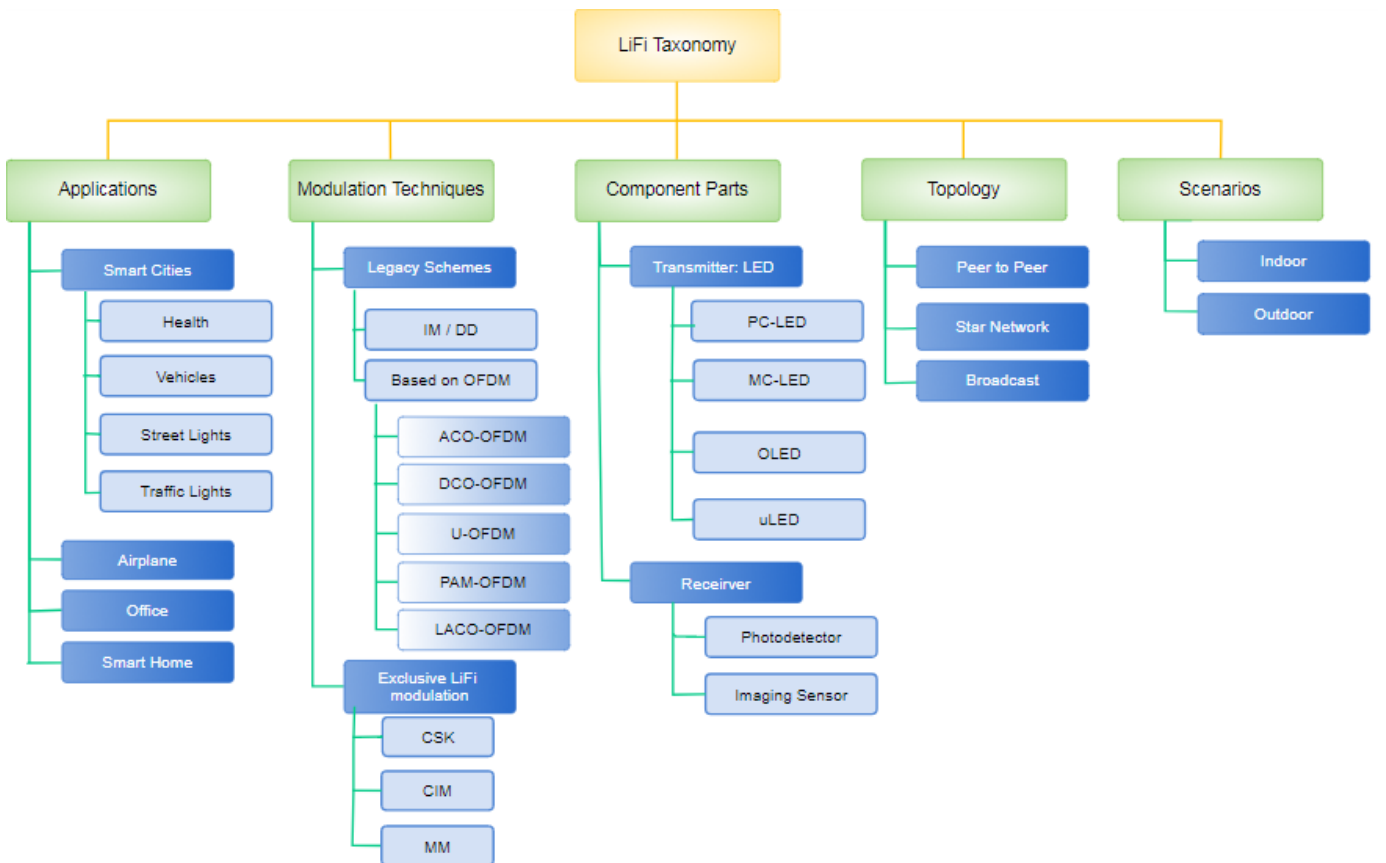 LiFi Taxonomy
Applications
Modulation Techniques
Component Parts
Topology
Scenarios
Smart Cities
Health
Vehicles
Street Lights
Traffic Lights
Airplane
Office
Smart Home
Legacy Schemes
IM / DD
Based on OFDM
ACO-OFDM
DCO-OFDM
U-OFDM
PAM-OFDM
LACO-OFDM
Exclusive LiFi
modulation
CSK
CIM
MM
Transmitter: LED
PC-LED
MC-LED
OLED
uLED
Receirver
Photodetector
Imaging Sensor
Peer to Peer
Star Network
Broadcast
Indoor
Outdoor